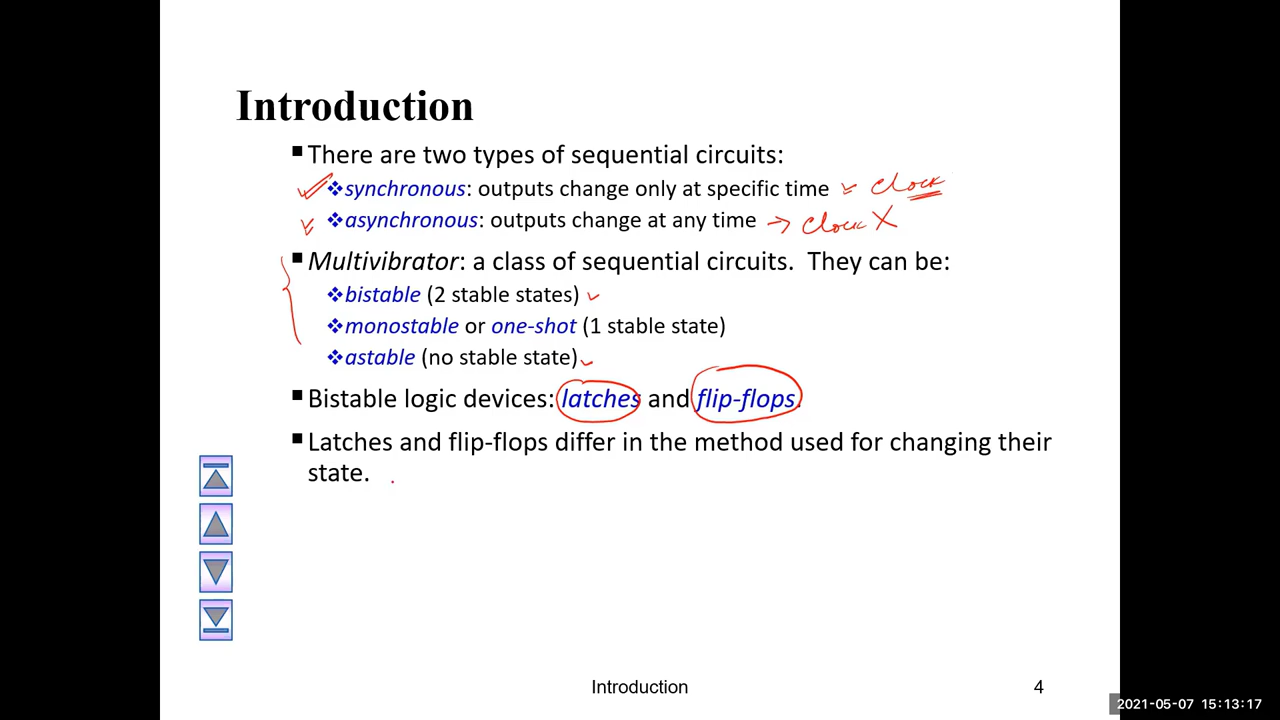 Introduction
There are two types of sequential circuits:
synchronous: outputs change only at specific time clock
asynchronous: outputs change at any time → clock X
Multivibrator: a class of sequential circuits. They can be:
bistable (2 stable states)
monostable or one-shot (1 stable state)
astable (no stable state)
Bistable logic devices: latches and flip-flops.
Latches and flip-flops differ in the method used for changing their
state.
Introduction
4
2021-05-07 15:13:17